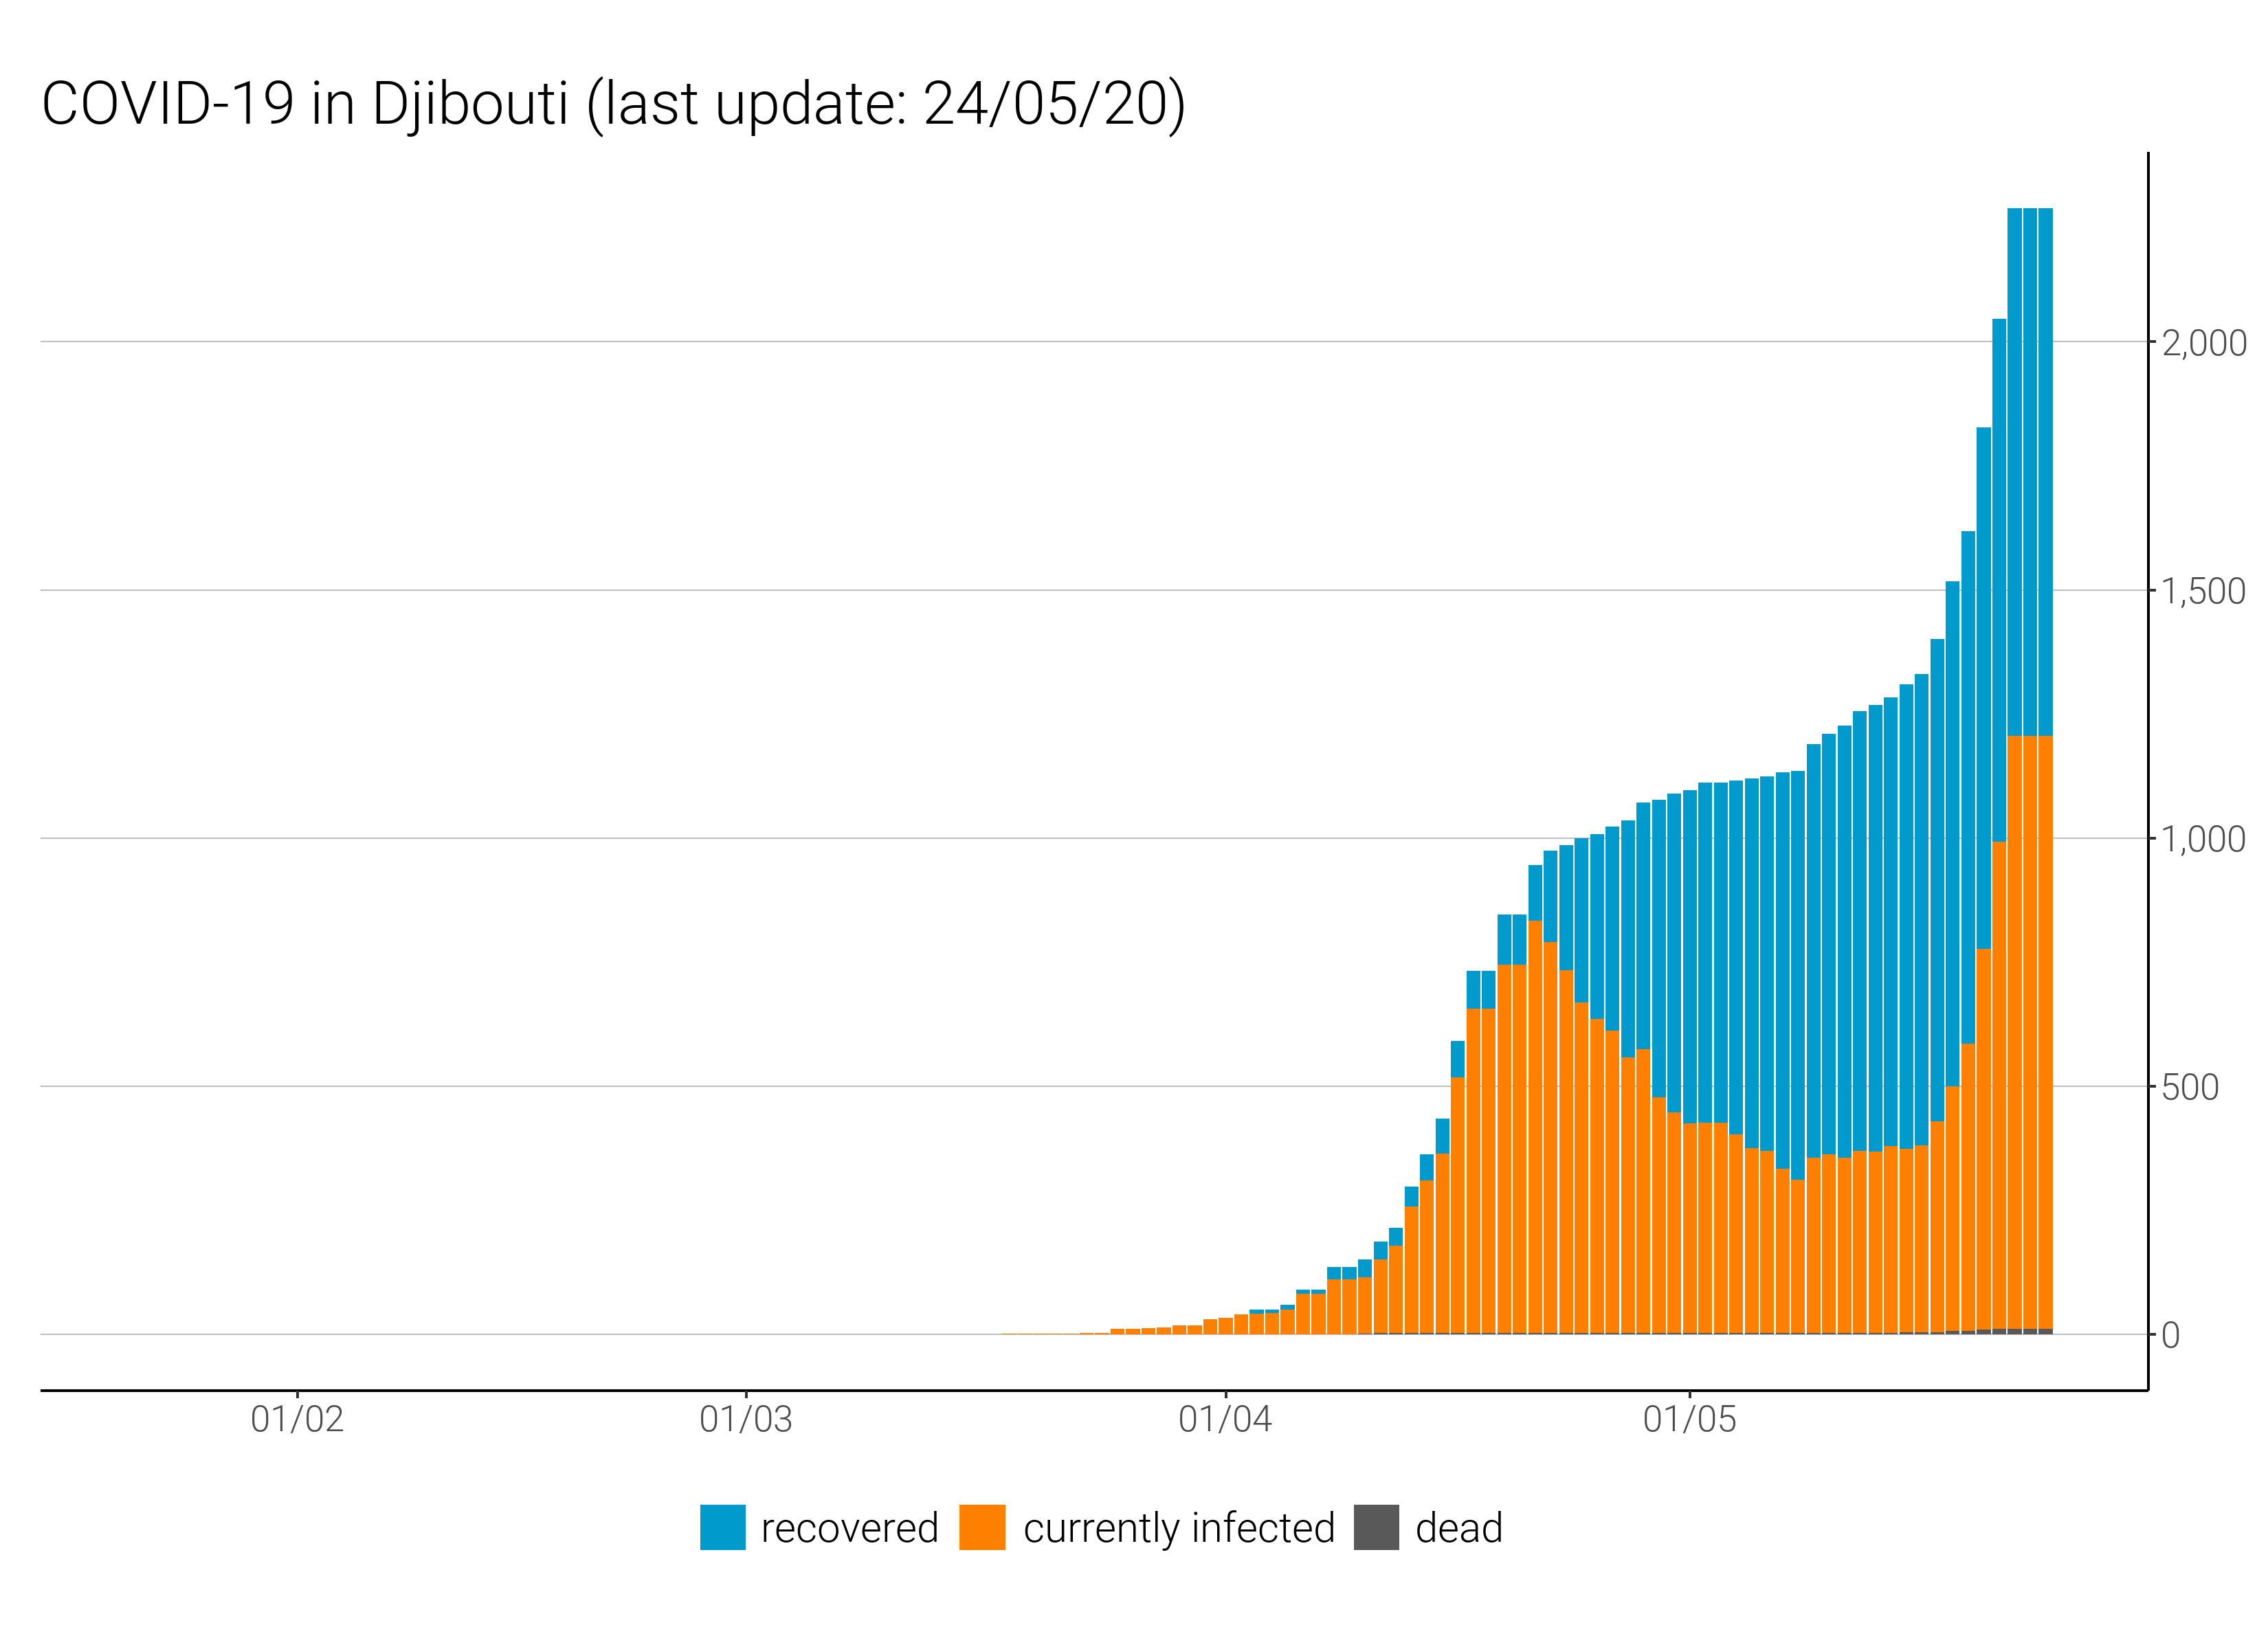 COVID-19 in Djibouti (last update: 24/05/20)
2,000
1,500
1,000
500
0
01/02 01/03 01/04 01/05
recovered currently infected dead